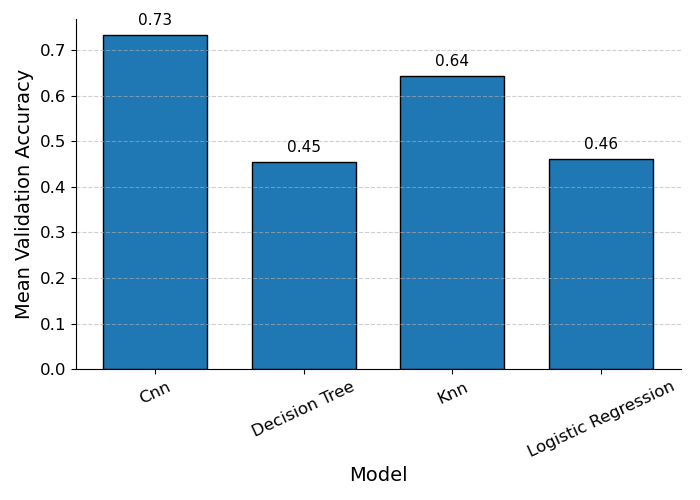 0.73
0.45
0.64
0.46
Mean Validation Accuracy
0.7
0.6
0.5
0.4
0.3
0.2
0.1
0.0
Cnn
Decision Tree
Knn
Logistic Regression
Model